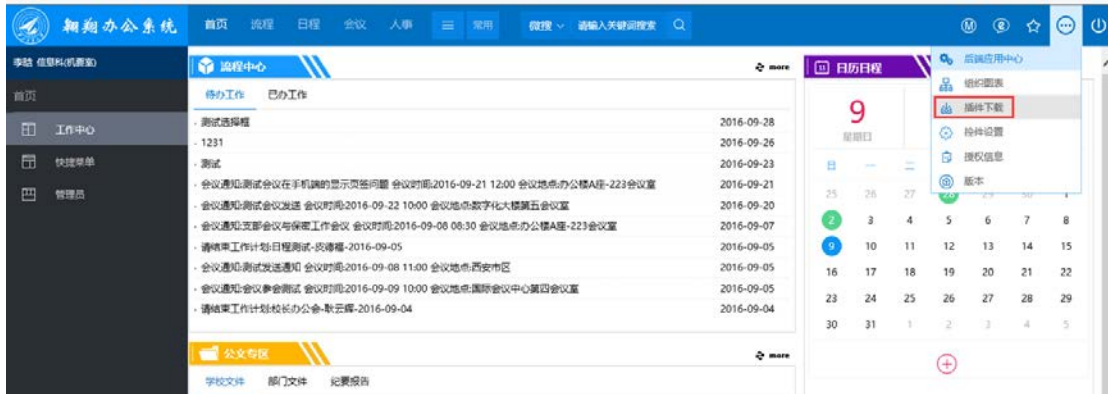 翱翔办公系统 首页 流程 日程 会议 人事 常用 微搜 请输入关键词搜索
李晗 信息科(机要室)
首页
工作中心
快捷菜单
管理员
流程中心 more
待办工作 已办工作
测试选择框 2016-09-28
1231 2016-09-26
测试 2016-09-23
会议通知:测试会议在手机端的显示页签问题 会议时间:2016-09-21 12:00 会议地点:办公楼A座-223会议室 2016-09-21
会议通知:测试会议发送 会议时间:2016-09-22 10:00 会议地点:数字化大楼第五会议室 2016-09-20
会议通知:支部会议与保密工作会议 会议时间:2016-09-08 08:30 会议地点:办公楼A座-223会议室 2016-09-07
请结束工作计划:日程测试-皮德福-2016-09-05 2016-09-05
会议通知:测试发送通知 会议时间:2016-09-08 11:00 会议地点:西安市区 2016-09-05
会议通知:会议参会测试 会议时间:2016-09-09 10:00 会议地点:国际会议中心第四会议室 2016-09-05
请结束工作计划:校长办公会-耿云辉-2016-09-04 2016-09-04
公文专区 more
学校文件 部门文件 纪要报告
11 日历日程
9
星期日
日 一 二
25 26 27 28 29 30 1
2 3 4 5 6 7 8
9 10 11 12 13 14 15
16 17 18 19 20 21 22
23 24 25 26 27 28 29
30 31 1 2 3 4 5
后端应用中心
组织图表
插件下载
控件设置
授权信息
版本